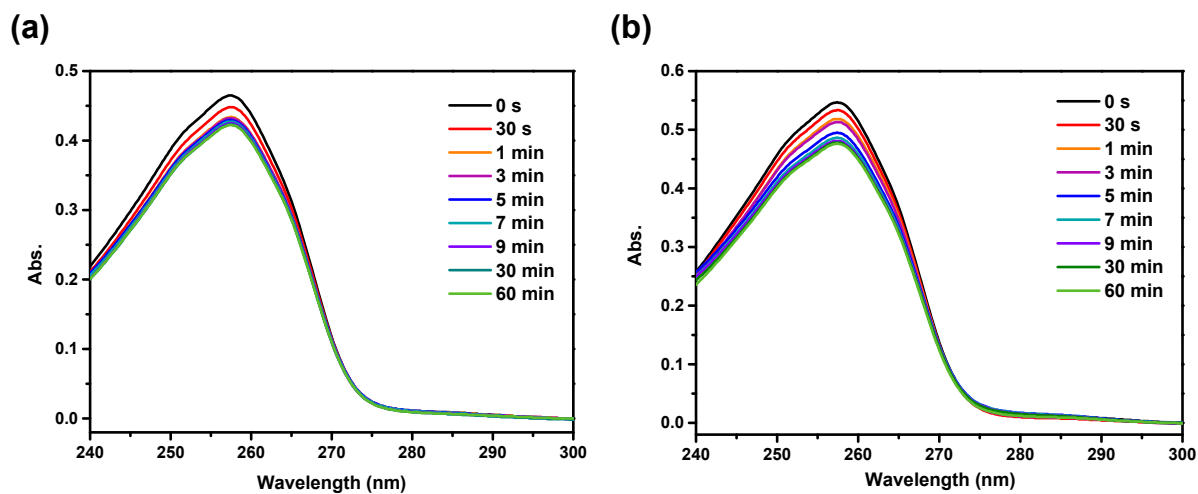 (a)
0.5
0.4
0.3
0.2
0.1
0.0
Abs.
240 250 260 270 280 290 300
Wavelength (nm)
0 s
30 s
1 min
3 min
5 min
7 min
9 min
30 min
60 min
(b)
0.6
0.5
0.4
0.3
0.2
0.1
0.0
Abs.
240 250 260 270 280 290 300
Wavelength (nm)
0 s
30 s
1 min
3 min
5 min
7 min
9 min
30 min
60 min